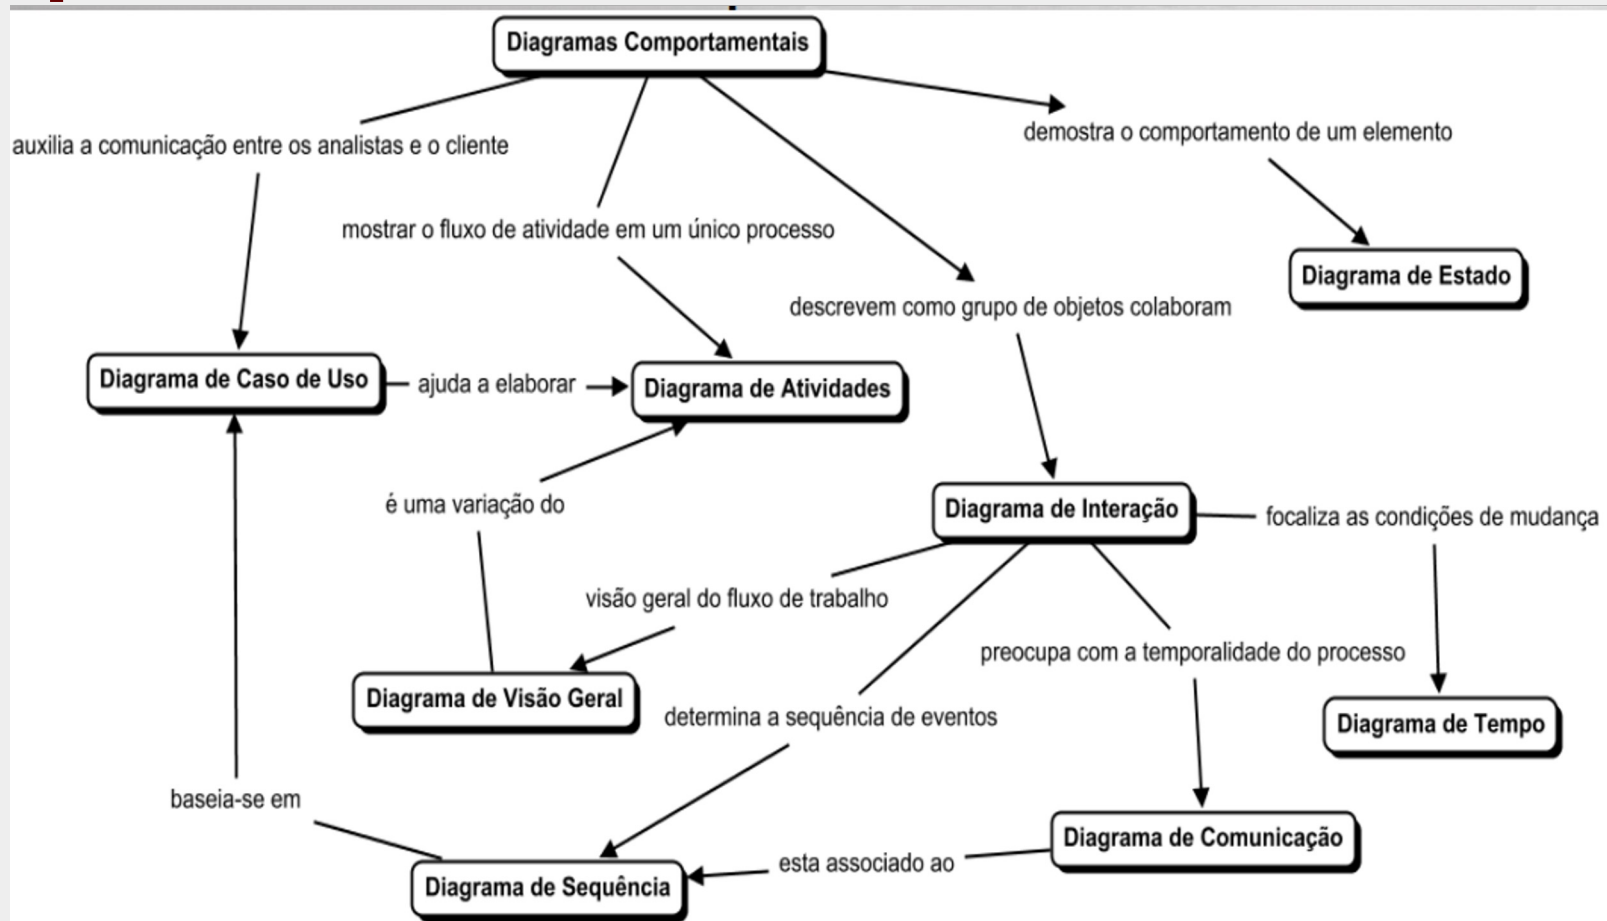 Diagramas Comportamentais
demostra o comportamento de um elemento
auxilia a comunicação entre os analistas e o cliente
mostrar o fluxo de atividade em um único processo
Diagrama de Estado
descrevem como grupo de objetos colaboram
Diagrama de Caso de Uso
ajuda a elaborar
Diagrama de Atividades
é uma variação do
Diagrama de Interação
focaliza as condições de mudança
visão geral do fluxo de trabalho
preocupa com a temporalidade do processo
Diagrama de Visão Geral
determina a sequência de eventos
Diagrama de Tempo
baseia-se em
Diagrama de Comunicação
esta associado ao
Diagrama de Sequência